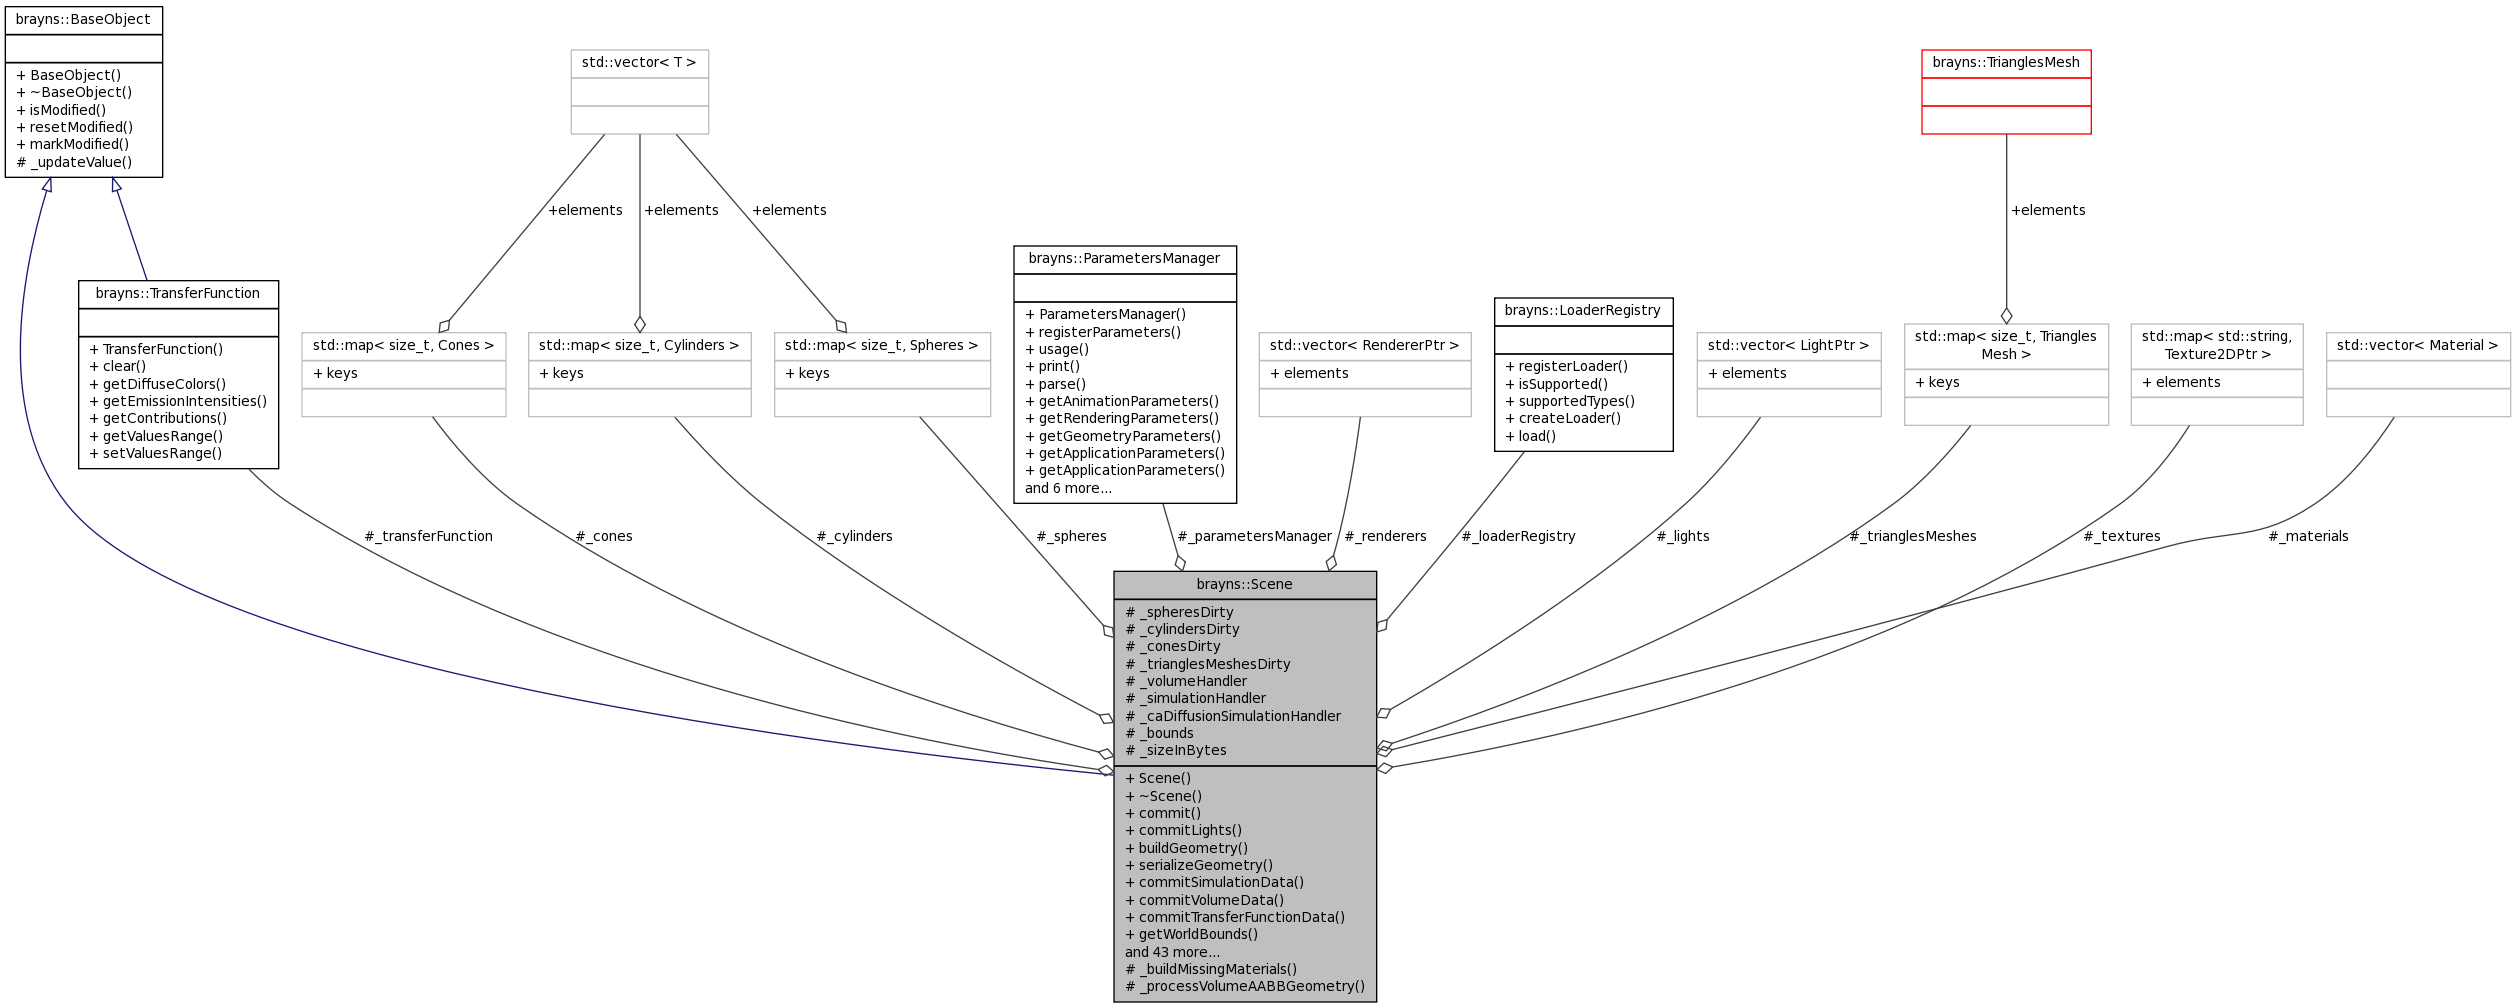 brayns::BaseObject
+ BaseObject()
+ ~BaseObject()
+ isModified()
+ resetModified()
+ markModified()
# _updateValue()
std::vector< T >
brayns::TrianglesMesh
+elements
+elements
+elements
+elements
brayns::TransferFunction
+ TransferFunction()
+ clear()
+ getDiffuseColors()
+ getEmissionIntensities()
+ getContributions()
+ getValuesRange()
+ setValuesRange()
std::map< size_t, Cones >
+ keys
std::map< size_t, Cylinders >
+ keys
std::map< size_t, Spheres >
+ keys
brayns::ParametersManager
+ ParametersManager()
+ registerParameters()
+ usage()
+ print()
+ parse()
+ getAnimationParameters()
+ getRenderingParameters()
+ getGeometryParameters()
+ getApplicationParameters()
+ getApplicationParameters()
and 6 more...
std::vector< RendererPtr >
+ elements
brayns::LoaderRegistry
+ registerLoader()
+ isSupported()
+ supportedTypes()
+ createLoader()
+ load()
std::vector< LightPtr >
+ elements
std::map< size_t, Triangles
Mesh >
+ keys
std::map< std::string,
Texture2DPtr >
+ elements
std::vector< Material >
#_transferFunction
#_cones
#_cylinders
#_spheres
#_parametersManager
#_renderers
#_loaderRegistry
#_lights
#_trianglesMeshes
#_textures
#_materials
brayns::Scene
# _spheresDirty
# _cylindersDirty
# _conesDirty
# _trianglesMeshesDirty
# _volumeHandler
# _simulationHandler
# _caDiffusionSimulationHandler
# _bounds
# _sizeInBytes
+ Scene()
+ ~Scene()
+ commit()
+ commitLights()
+ buildGeometry()
+ serializeGeometry()
+ commitSimulationData()
+ commitVolumeData()
+ commitTransferFunctionData()
+ getWorldBounds()
and 43 more...
# _buildMissingMaterials()
# _processVolumeAABBGeometry()